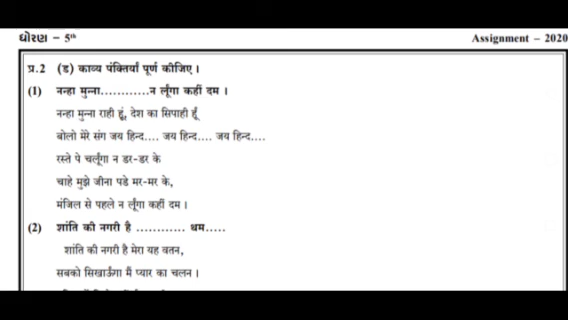 ધોરણ – 5th Assignment – 2020
प्र.2 (ड) काव्य पंक्तियाँ पूर्ण कीजिए ।
(1) नन्हा मुन्ना............न लूँगा कहीं दम ।
नन्हा मुन्ना राही हूं, देश का सिपाही हूँ
बोलो मेरे संग जय हिन्द.... जय हिन्द.... जय हिन्द....
रस्ते पे चलूँगा न डर-डर के
चाहे मुझे जीना पडे मर-मर के,
मंजिल से पहले न लूँगा कहीं दम ।
(2) शांति की नगरी है ............ थम.....
शांति की नगरी है मेरा यह वतन,
सबको सिखाऊँगा मैं प्यार का चलन ।